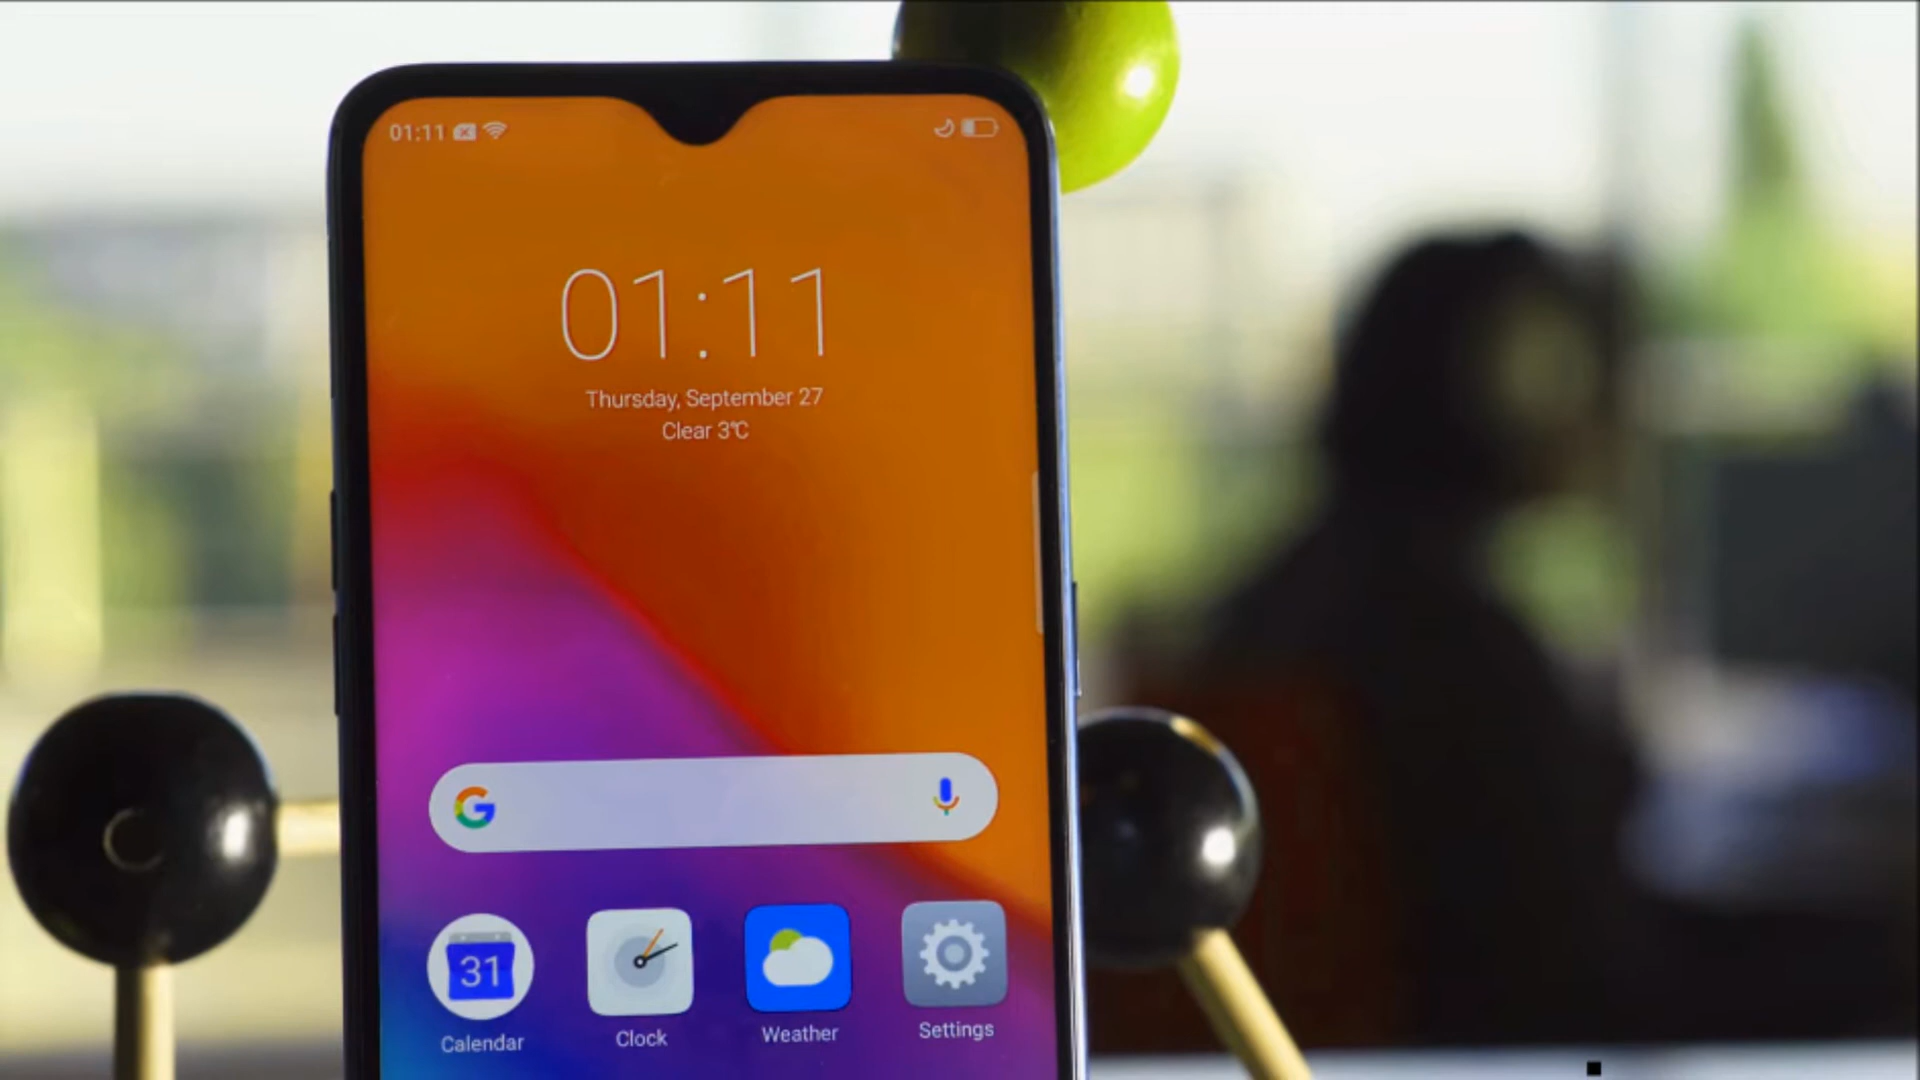 01:11
01:11
Thursday, September 27
Clear 3°C
G
31
Calendar
Clock
Weather
Settings